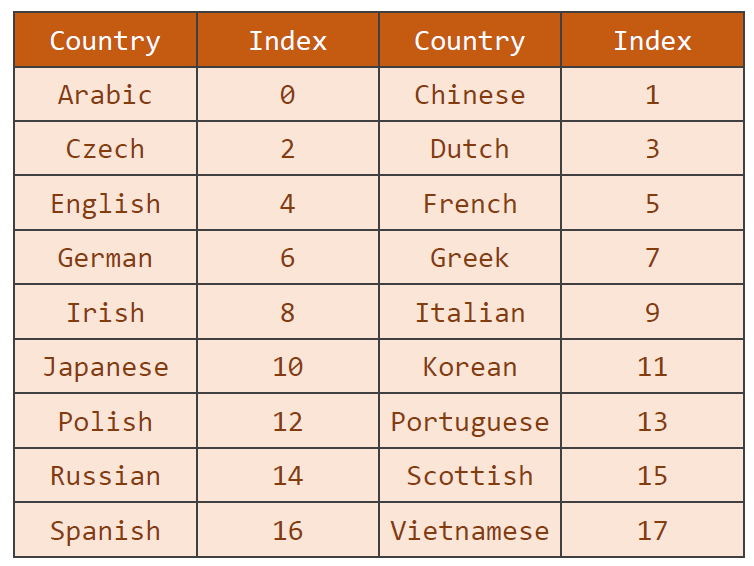 Country Index Country Index
Arabic 0 Chinese 1
Czech 2 Dutch 3
English 4 French 5
German 6 Greek 7
Irish 8 Italian 9
Japanese 10 Korean 11
Polish 12 Portuguese 13
Russian 14 Scottish 15
Spanish 16 Vietnamese 17